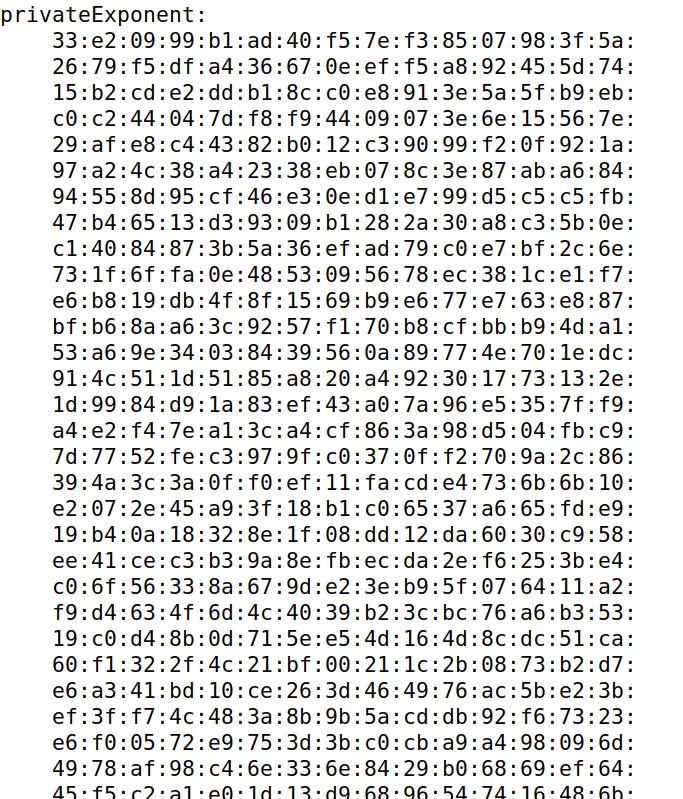 privateExponent:
33:e2:09:99:b1:ad:40:f5:7e:f3:85:07:98:3f:5a:
26:79:f5:df:a4:36:67:0e:ef:f5:a8:92:45:5d:74:
15:b2:cd:e2:dd:b1:8c:c0:e8:91:3e:5a:5f:b9:eb:
c0:c2:44:04:7d:f8:f9:44:09:07:3e:6e:15:56:7e:
29:af:e8:c4:43:82:b0:12:c3:90:99:f2:0f:92:1a:
97:a2:4c:38:a4:23:38:eb:07:8c:3e:87:ab:a6:84:
94:55:8d:95:cf:46:e3:0e:d1:e7:99:d5:c5:c5:fb:
47:b4:65:13:d3:93:09:b1:28:2a:30:a8:c3:5b:0e:
c1:40:84:87:3b:5a:36:ef:ad:79:c0:e7:bf:2c:6e:
73:1f:6f:fa:0e:48:53:09:56:78:ec:38:1c:e1:f7:
e6:b8:19:db:4f:8f:15:69:b9:e6:77:e7:63:e8:87:
bf:b6:8a:a6:3c:92:57:f1:70:b8:cf:bb:b9:4d:a1:
53:a6:9e:34:03:84:39:56:0a:89:77:4e:70:1e:dc:
91:4c:51:1d:51:85:a8:20:a4:92:30:17:73:13:2e:
1d:99:84:d9:1a:83:ef:43:a0:7a:96:e5:35:7f:f9:
a4:e2:f4:7e:a1:3c:a4:cf:86:3a:98:d5:04:fb:c9:
7d:77:52:fe:c3:97:9f:c0:37:0f:f2:70:9a:2c:86:
39:4a:3c:3a:0f:f0:ef:11:fa:cd:e4:73:6b:6b:10:
e2:07:2e:45:a9:3f:18:b1:c0:65:37:a6:65:fd:e9:
19:b4:0a:18:32:8e:1f:08:dd:12:da:60:30:c9:58:
ee:41:ce:c3:b3:9a:8e:fb:ec:da:2e:f6:25:3b:e4:
c0:6f:56:33:8a:67:9d:e2:3e:b9:5f:07:64:11:a2:
f9:d4:63:4f:6d:4c:40:39:b2:3c:bc:76:a6:b3:53:
19:c0:d4:8b:0d:71:5e:e5:4d:16:4d:8c:dc:51:ca:
60:f1:32:2f:4c:21:bf:00:21:1c:2b:08:73:b2:d7:
e6:a3:41:bd:10:ce:26:3d:46:49:76:ac:5b:e2:3b:
ef:3f:f7:4c:48:3a:8b:9b:5a:cd:db:92:f6:73:23:
e6:f0:05:72:e9:75:3d:3b:c0:cb:a9:a4:98:09:6d:
49:78:af:98:c4:6e:33:6e:84:29:b0:68:69:ef:64:
45:f5:c2:a1:e0:1d:13:d9:68:96:54:74:16:48:6b: